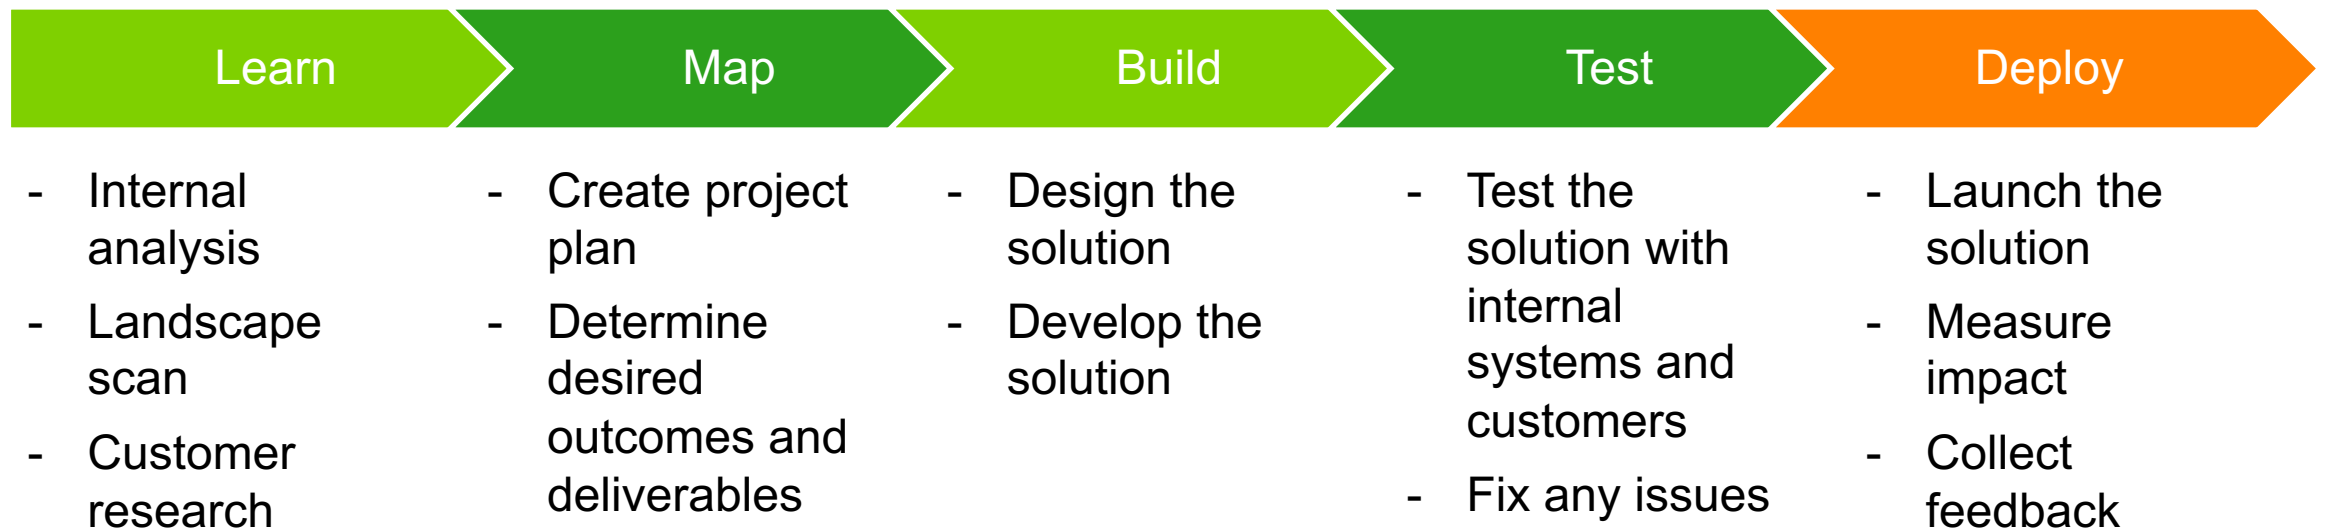 Learn
Map
Build
Test
Deploy
- Internal
analysis
- Landscape
scan
- Customer
research
- Create project
plan
- Determine
desired
outcomes and
deliverables
- Design the
solution
- Develop the
solution
- Test the
solution with
internal
systems and
customers
- Fix any issues
- Launch the
solution
- Measure
impact
- Collect
feedback